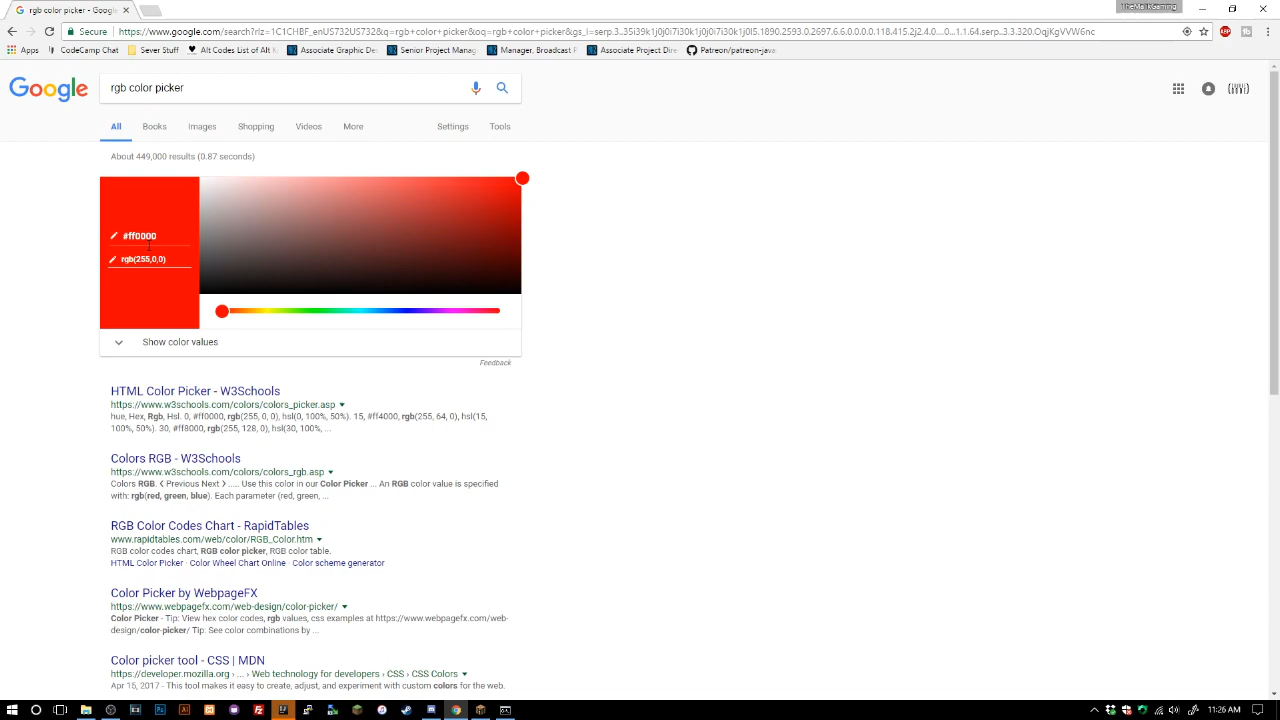 TheMarkGaming
rgb color picker - Google
Secure
https://www.google.com/search?rlz=1C1CHBF_enUS732US732&q=rgb+color+picker&oq=rgb+color+picker&gs_l=serp.3..35i39k1j0j0i7i30k1j0j0i7i30k1j0l5.1890.2593.0.2697.6.6.0.0.0.0.118.415.2j2.4.0....0...1.1.64.serp..3.3.320.OqjKgVVW6nc
Apps CodeCamp Chat Sever Stuff Alt Codes List of Alt K Associate Graphic Des Senior Project Manag Manager, Broadcast P Associate Project Dire Patreon/patreon-java:
Google rgb color picker
All Books Images Shopping Videos More Settings Tools
About 449,000 results (0.87 seconds)
#ff0000
rgb(255,0,0)
Show color values
Feedback
HTML Color Picker - W3Schools
https://www.w3schools.com/colors/colors_picker.asp
hue, Hex, Rgb, Hsl. 0, #ff0000, rgb(255, 0, 0), hsl(0, 100%, 50%). 15, #ff4000, rgb(255, 64, 0), hsl(15,
100%, 50%). 30, #ff8000, rgb(255, 128, 0), hsl(30, 100%, ...
Colors RGB - W3Schools
https://www.w3schools.com/colors/colors_rgb.asp
Colors RGB. ❮ Previous Next ❯ ..... Use this color in our Color Picker ... An RGB color value is specified
with: rgb(red, green, blue). Each parameter (red, green, ...
RGB Color Codes Chart - RapidTables
www.rapidtables.com/web/color/RGB_Color.htm
RGB color codes chart, RGB color picker, RGB color table.
HTML Color Picker · Color Wheel Chart Online · Color scheme generator
Color Picker by WebpageFX
https://www.webpagefx.com/web-design/color-picker/
Color Picker - Tip: View hex color codes, rgb values, css examples at https://www.webpagefx.com/web-
design/color-picker/ Tip: See color combinations by ...
Color picker tool - CSS | MDN
https://developer.mozilla.org › ... › Web technology for developers › CSS › CSS Colors
Apr 15, 2017 - This tool makes it easy to create, adjust, and experiment with custom colors for the web.
11:26 AM